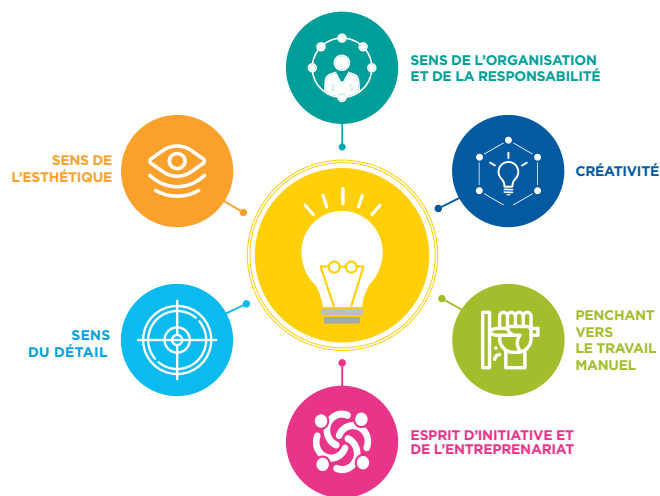 SENS DE L'ORGANISATION
ET DE LA RESPONSABILITÉ
SENS DE
L'ESTHÉTIQUE
CRÉATIVITÉ
SENS
DU DÉTAIL
PENCHANT
VERS
LE TRAVAIL
MANUEL
ESPRIT D'INITIATIVE ET
DE L'ENTREPRENARIAT